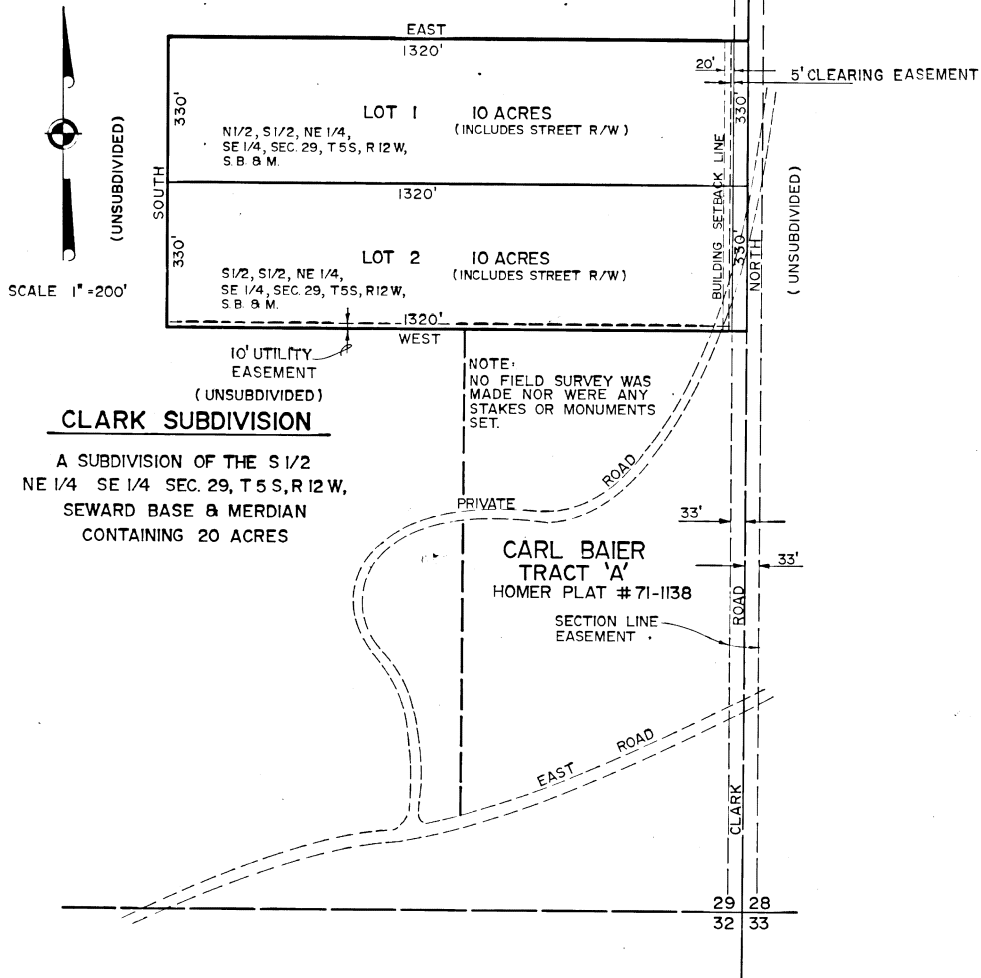 EAST
1320'
20'
5' CLEARING EASEMENT
330'
LOT 1 10 ACRES
(INCLUDES STREET R/W)
N1/2, S1/2, NE 1/4,
SE 1/4, SEC. 29, T5S, R12W,
S.B. & M.
330'
(UNSUBDIVIDED)
SOUTH
BUILDING SETBACK LINE
(UNSUBDIVIDED)
1320'
330'
LOT 2 10 ACRES
(INCLUDES STREET R/W)
S1/2, S1/2, NE 1/4,
SE 1/4, SEC. 29, T5S, R12W,
S.B. & M.
330'
NORTH
SCALE 1" =200'
1320'
WEST
10' UTILITY
EASEMENT
(UNSUBDIVIDED)
NOTE:
NO FIELD SURVEY WAS
MADE NOR WERE ANY
STAKES OR MONUMENTS
SET.
CLARK SUBDIVISION
A SUBDIVISION OF THE S 1/2
NE 1/4 SE 1/4 SEC. 29, T 5 S, R 12 W,
SEWARD BASE & MERDIAN
CONTAINING 20 ACRES
PRIVATE ROAD
33'
33'
CARL BAIER
TRACT 'A'
HOMER PLAT # 71-1138
SECTION LINE
EASEMENT
EAST ROAD
CLARK ROAD
29 28
32 33